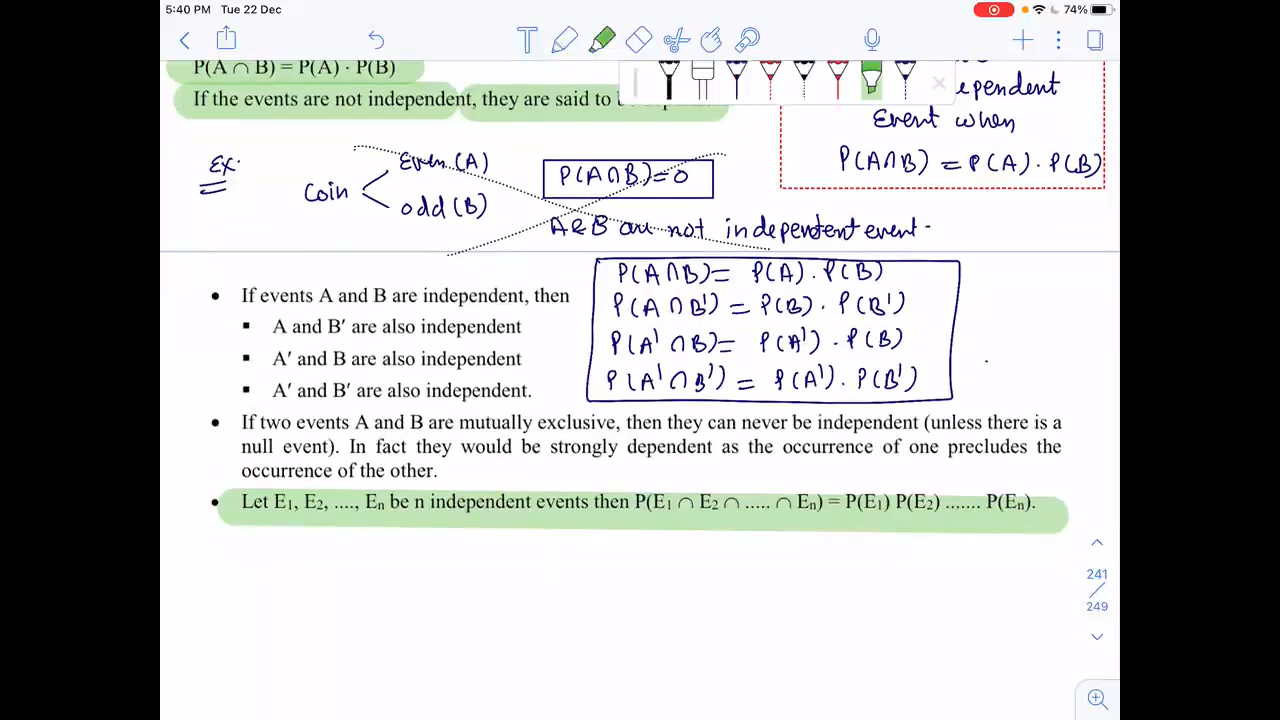 5:40 PM Tue 22 Dec
74%
P(A ∩ B) = P(A) · P(B)
If the events are not independent, they are said to b
ependent
Event when
P(A∩B) = P(A) · P(B)
Ex:
Coin
Even (A)
odd (B)
P(A∩B) = 0
A & B are not independent event.
P(A∩B) = P(A) . P(B)
P(A∩B') = P(B) . P(B')
P(A'∩B) = P(A') . P(B)
P(A'∩B') = P(A') . P(B')
• If events A and B are independent, then
▪ A and B′ are also independent
▪ A′ and B are also independent
▪ A′ and B′ are also independent.
• If two events A and B are mutually exclusive, then they can never be independent (unless there is a
null event). In fact they would be strongly dependent as the occurrence of one precludes the
occurrence of the other.
• Let E₁, E₂, ...., Eₙ be n independent events then P(E₁ ∩ E₂ ∩ ..... ∩ Eₙ) = P(E₁) P(E₂) ....... P(Eₙ).
241
249